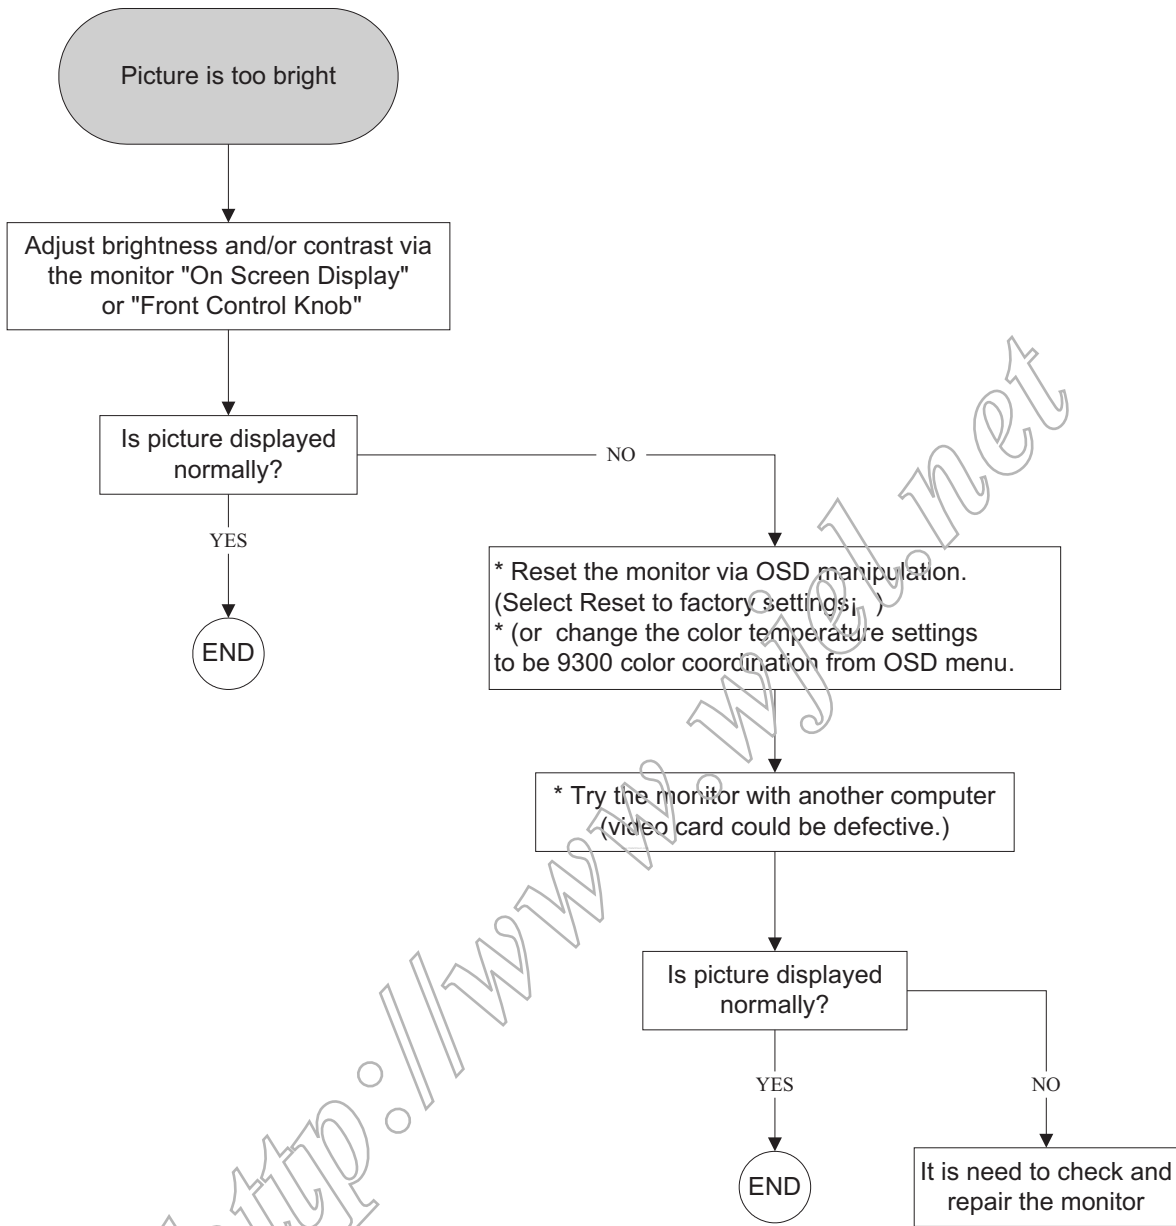 Picture is too bright
Adjust brightness and/or contrast via
the monitor "On Screen Display"
or "Front Control Knob"
Is picture displayed
normally?
NO
YES
END
* Reset the monitor via OSD manipulation.
(Select Reset to factory settings¡ )
* (or change the color temperature settings
to be 9300 color coordination from OSD menu.
* Try the monitor with another computer
(video card could be defective.)
Is picture displayed
normally?
YES
NO
END
It is need to check and
repair the monitor
http://www.wjel.net